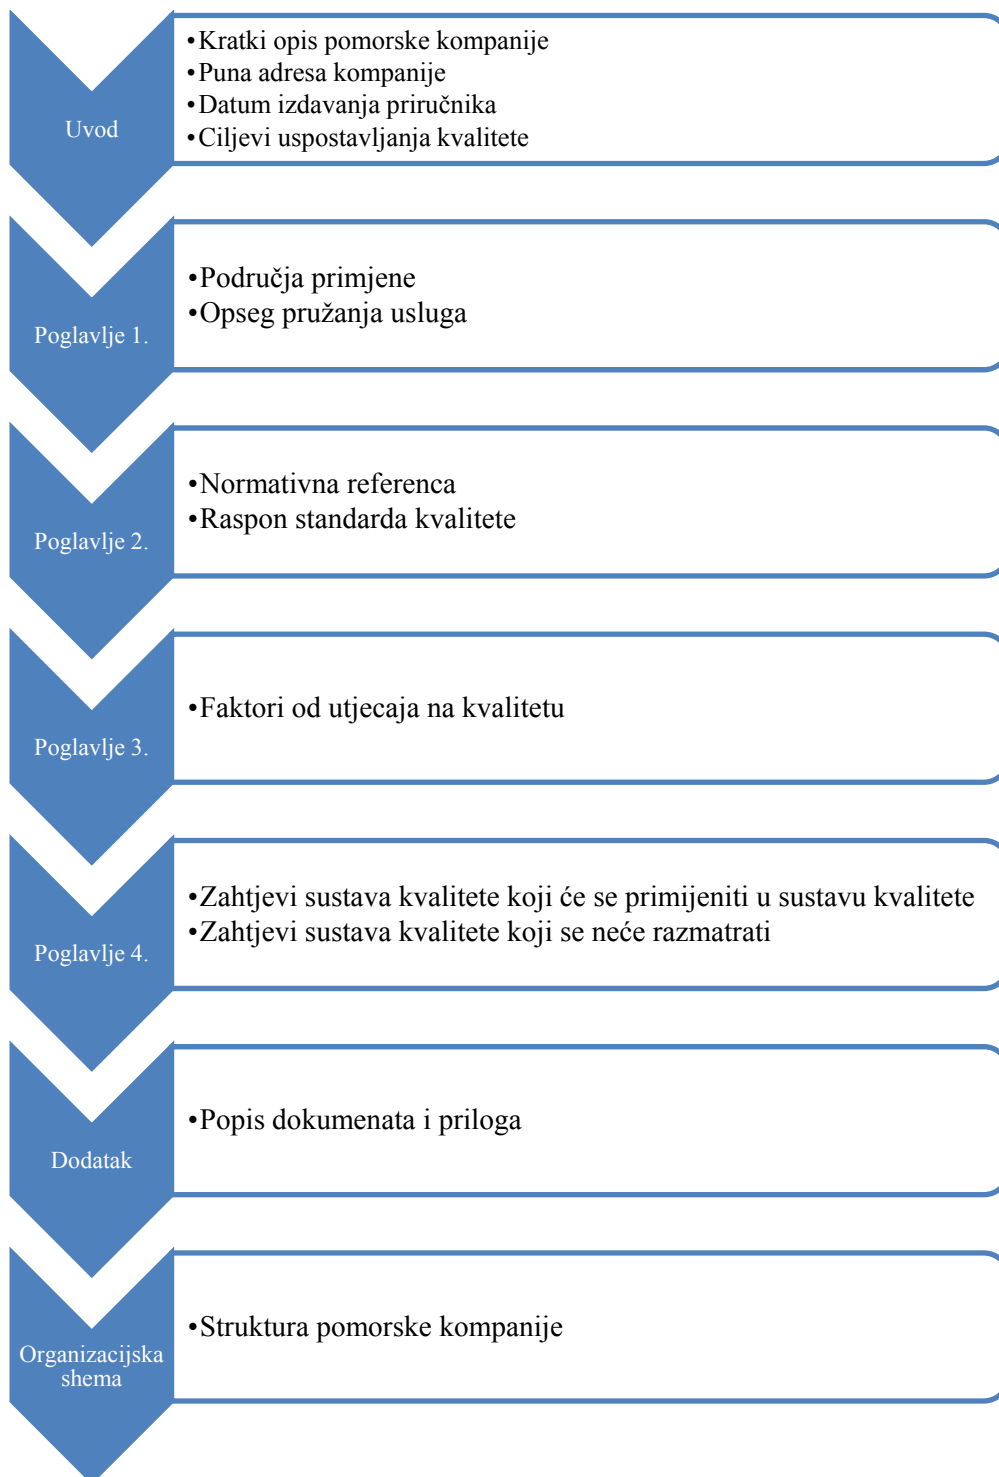 Uvod
•Kratki opis pomorske kompanije
•Puna adresa kompanije
•Datum izdavanja priručnika
•Ciljevi uspostavljanja kvalitete
Poglavlje 1.
•Područja primjene
•Opseg pružanja usluga
Poglavlje 2.
•Normativna referenca
•Raspon standarda kvalitete
Poglavlje 3.
•Faktori od utjecaja na kvalitetu
Poglavlje 4.
•Zahtjevi sustava kvalitete koji će se primijeniti u sustavu kvalitete
•Zahtjevi sustava kvalitete koji se neće razmatrati
Dodatak
•Popis dokumenata i priloga
Organizacijska
shema
•Struktura pomorske kompanije